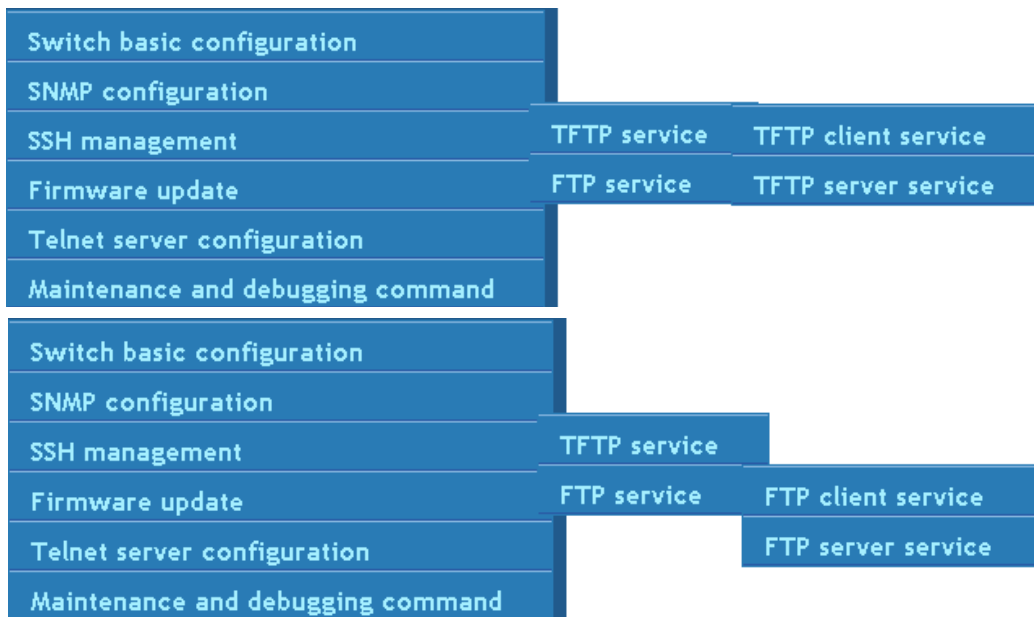 Switch basic configuration
SNMP configuration
SSH management
TFTP service
TFTP client service
Firmware update
FTP service
TFTP server service
Telnet server configuration
Maintenance and debugging command
Switch basic configuration
SNMP configuration
SSH management
TFTP service
Firmware update
FTP service
FTP client service
Telnet server configuration
FTP server service
Maintenance and debugging command